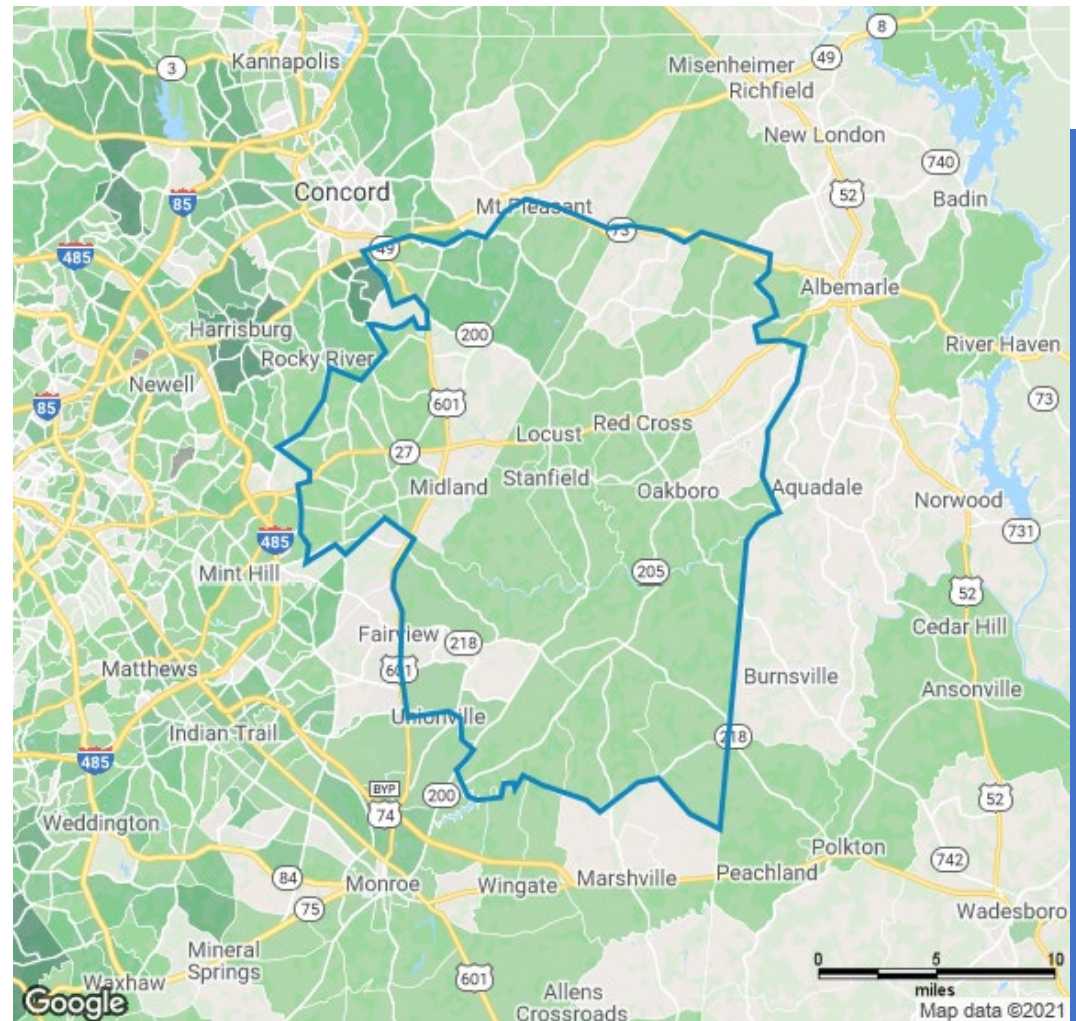 8
49
Misenheimer
Richfield
3
Kannapolis
New London
740
52
Badin
85
Concord
Mt Pleasant
73
49
485
Albemarle
Harrisburg
200
River Haven
Rocky River
Newell
73
85
601
Red Cross
Locust
27
Stanfield
Midland
Oakboro
Aquadale
Norwood
731
485
Mint Hill
205
52
Cedar Hill
Fairview
218
601
Matthews
Burnsville
Ansonville
Unionville
218
Indian Trail
485
BYP
74
200
52
Weddington
Polkton
742
84
Monroe
Wingate
Marshville
Peachland
75
Wadesboro
Mineral
Springs
601
Waxhaw
Allens
Crossroads
0 5 10
miles
Google
Map data ©2021